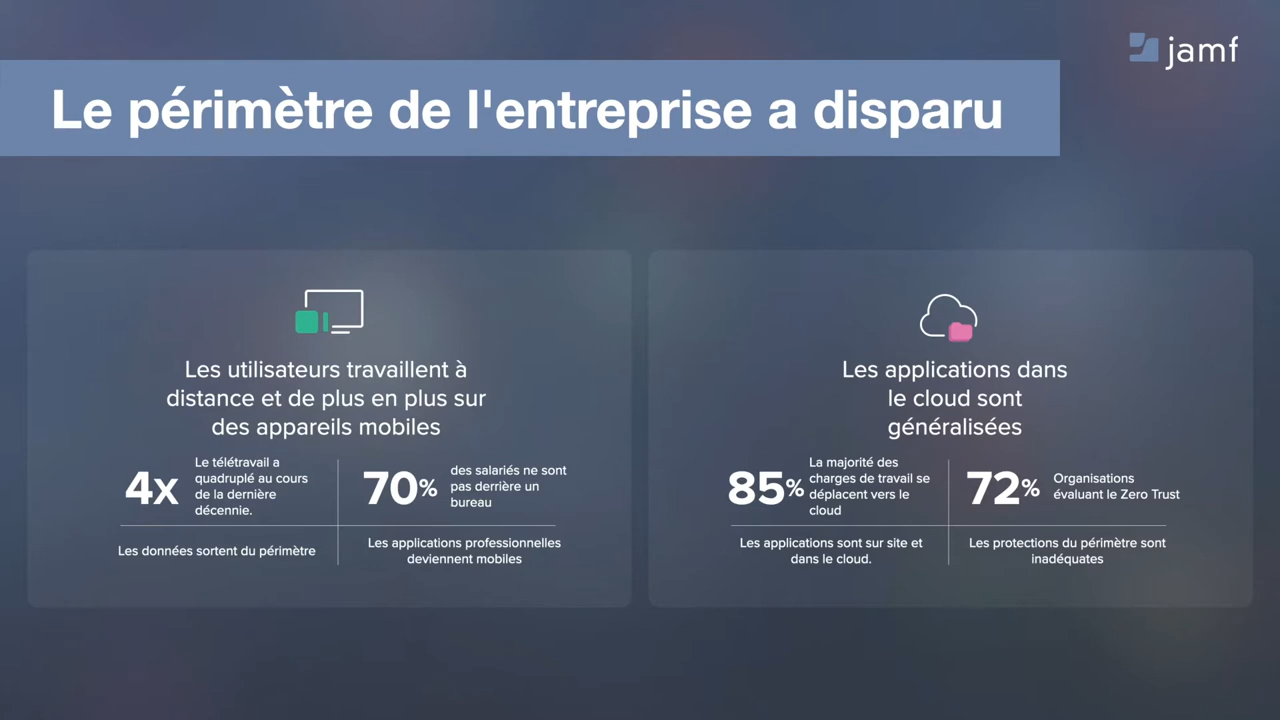 jamf
Le périmètre de l'entreprise a disparu
Les utilisateurs travaillent à
distance et de plus en plus sur
des appareils mobiles
4x
Le télétravail a
quadruplé au cours
de la dernière
décennie.
70%
des salariés ne sont
pas derrière un
bureau
Les données sortent du périmètre
Les applications professionnelles
deviennent mobiles
Les applications dans
le cloud sont
généralisées
85%
La majorité des
charges de travail se
déplacent vers le
cloud
72%
Organisations
évaluant le Zero Trust
Les applications sont sur site et
dans le cloud.
Les protections du périmètre sont
inadéquates